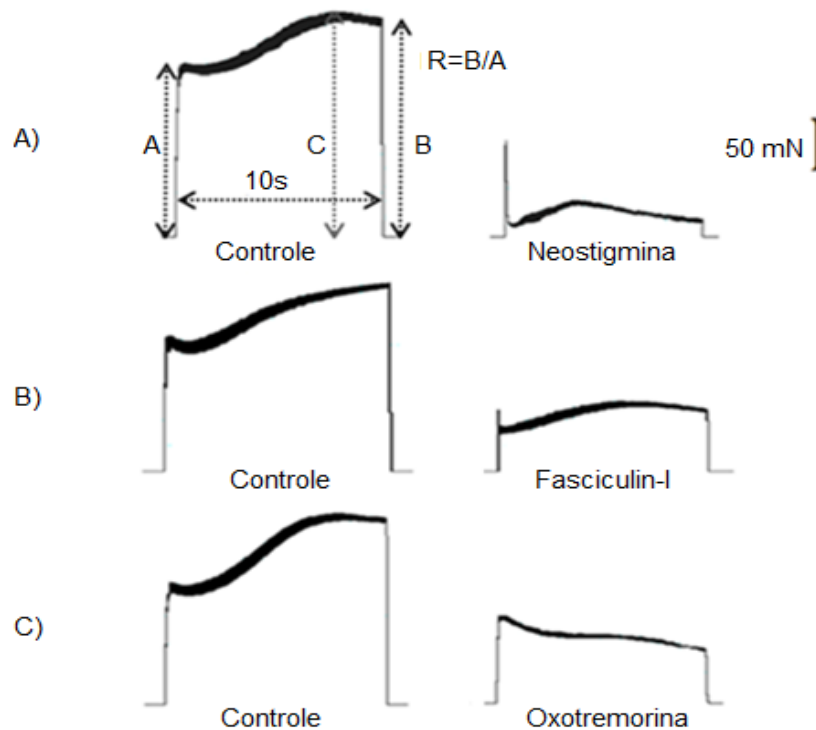 R=B/A
A)
A
C
B
50 mN
10s
Controle
Neostigmina
B)
Controle
Fasciculin-I
C)
Controle
Oxotremorina